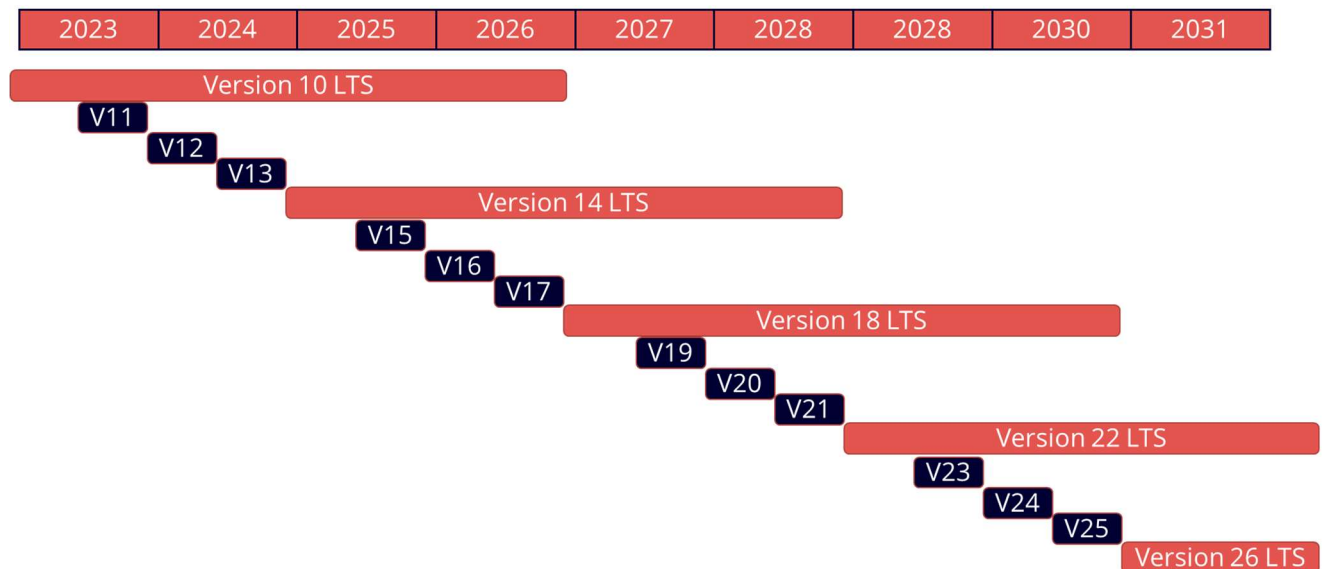 2023 2024 2025 2026 2027 2028 2028 2030 2031
Version 10 LTS
V11
V12
V13
Version 14 LTS
V15
V16
V17
Version 18 LTS
V19
V20
V21
Version 22 LTS
V23
V24
V25
Version 26 LTS